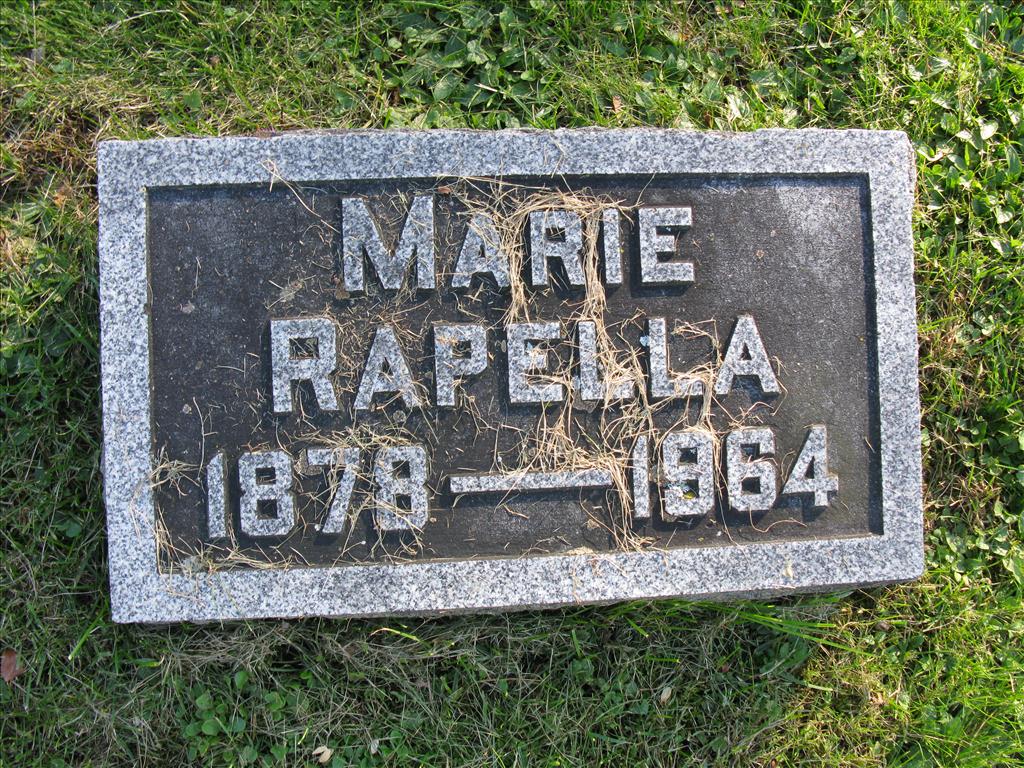 MARIE
RAPELLA
1878 — 1964